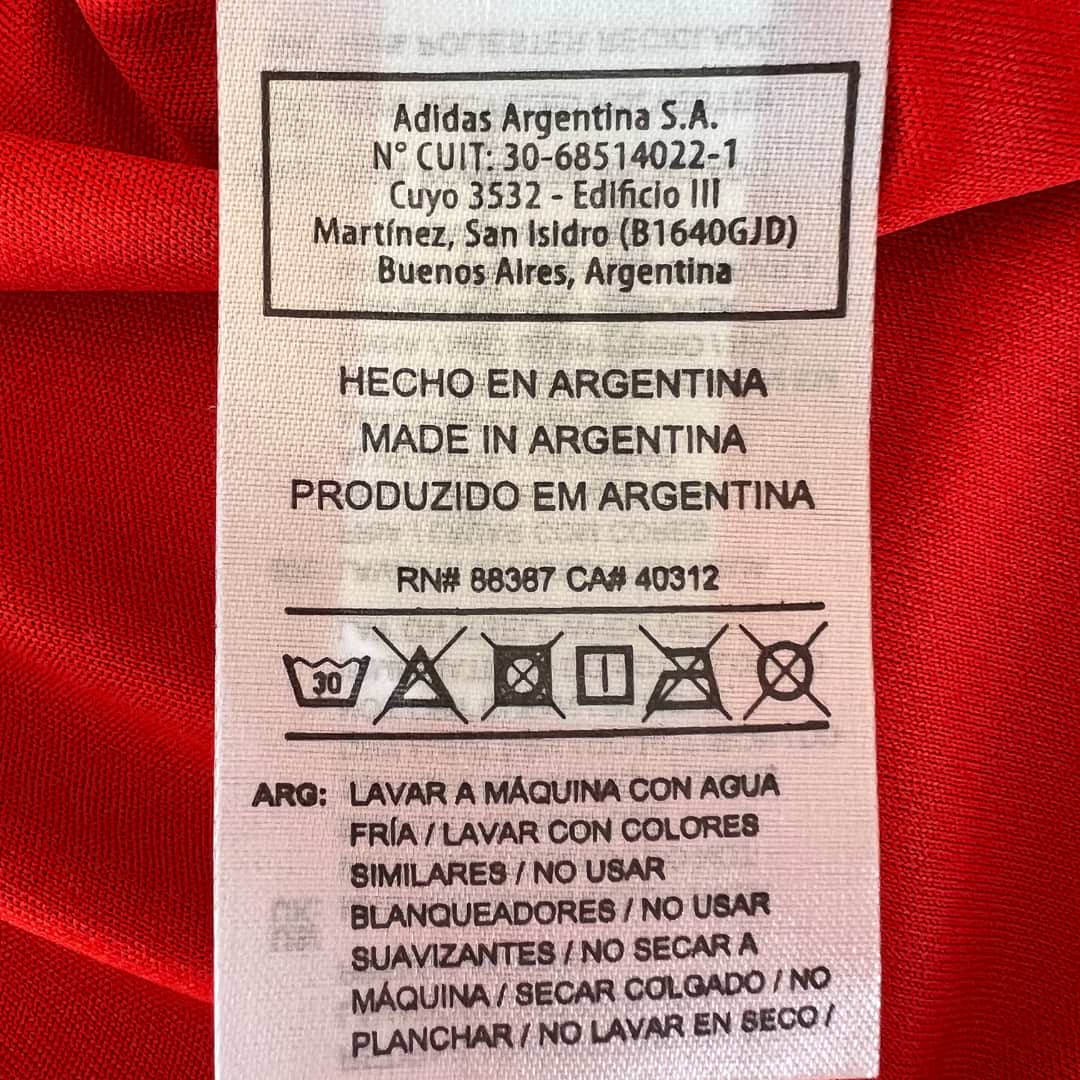 Adidas Argentina S.A.
N° CUIT: 30-68514022-1
Cuyo 3532 - Edificio III
Martínez, San Isidro (B1640GJD)
Buenos Aires, Argentina
HECHO EN ARGENTINA
MADE IN ARGENTINA
PRODUZIDO EM ARGENTINA
RN# 88387 CA# 40312
30
ARG: LAVAR A MÁQUINA CON AGUA
FRÍA / LAVAR CON COLORES
SIMILARES / NO USAR
BLANQUEADORES / NO USAR
SUAVIZANTES / NO SECAR A
MÁQUINA / SECAR COLGADO / NO
PLANCHAR / NO LAVAR EN SECO /